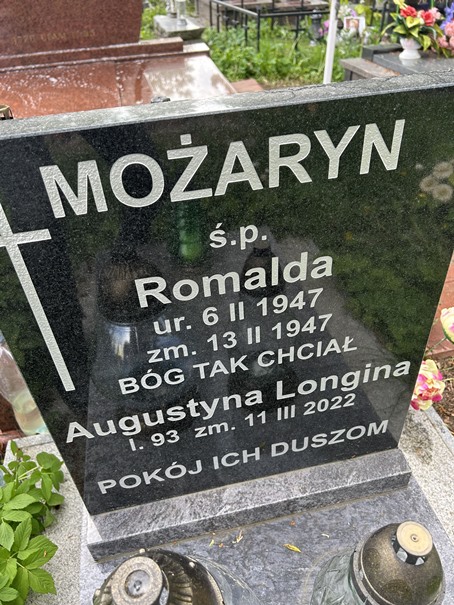 MOŻARYN
ś.p.
Romalda
ur. 6 II 1947
zm. 13 II 1947
BÓG TAK CHCIAŁ
Augustyna Longina
l. 93 zm. 11 III 2022
POKÓJ ICH DUSZOM